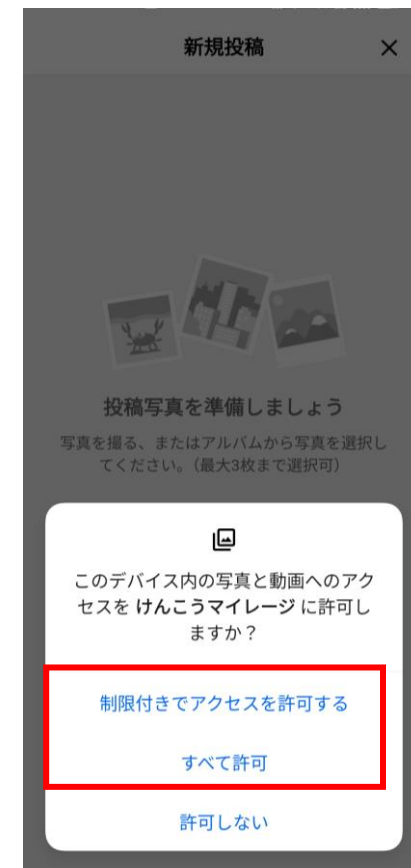 新規投稿
投稿写真を準備しましょう
写真を撮る、またはアルバムから写真を選択し
てください。（最大3枚まで選択可）
このデバイス内の写真と動画へのアク
セスを けんこうマイレージ に許可し
ますか？
制限付きでアクセスを許可する
すべて許可
許可しない